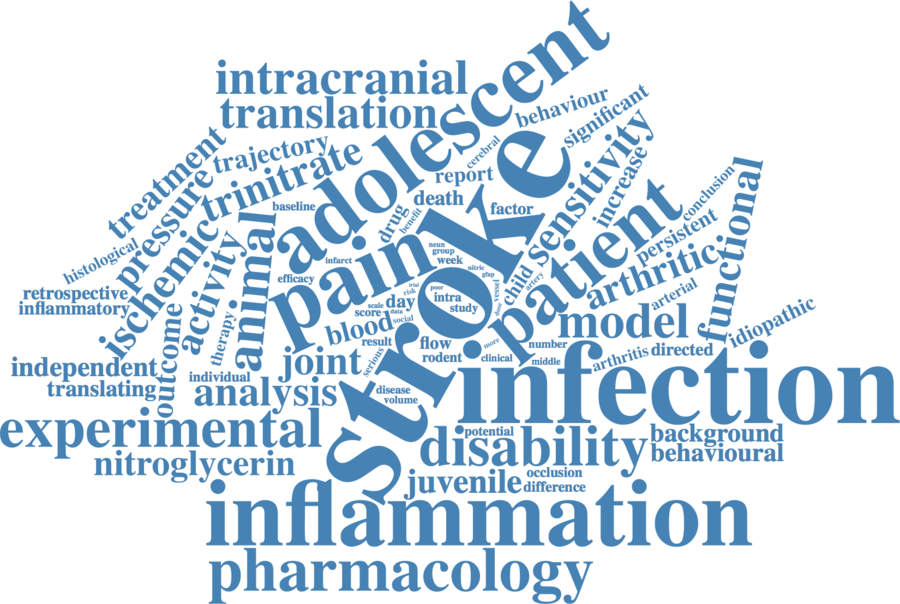 adolescent
intracranial
translation
behaviour
significant
cerebral
treatment
trajectory
trinitrate
pressure
report
stroke
sensitivity
increase
death
drug
benefit
factor
baseline
conclusion
functional
patient
persistent
arthritic
histological
ischemic
activity
animal
pain
infarct
efficacy
neun
group
week
nitric
gfap
child
artery
vessel
dose
retrospective
inflammatory
trial
risk
poor
intra
study
scale
data
score
day
social
blood
arterial
idiopathic
model
outcome
therapy
result
flow
rodent
more
number
clinical
middle
arthritis
directed
independent
translating
individual
joint
serious
analysis
disease
volume
infection
experimental
potential
disability
background
behavioural
nitroglycerin
juvenile
occlusion
difference
inflammation
pharmacology